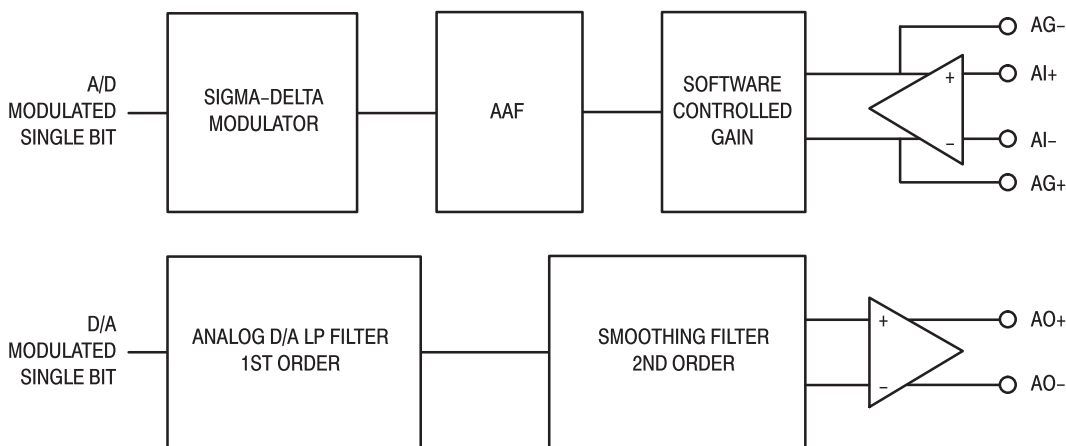 A/D
MODULATED
SINGLE BIT
SIGMA–DELTA
MODULATOR
AAF
SOFTWARE
CONTROLLED
GAIN
+
–
AG–
AI+
AI–
AG+
D/A
MODULATED
SINGLE BIT
ANALOG D/A LP FILTER
1ST ORDER
SMOOTHING FILTER
2ND ORDER
+
–
AO+
AO–